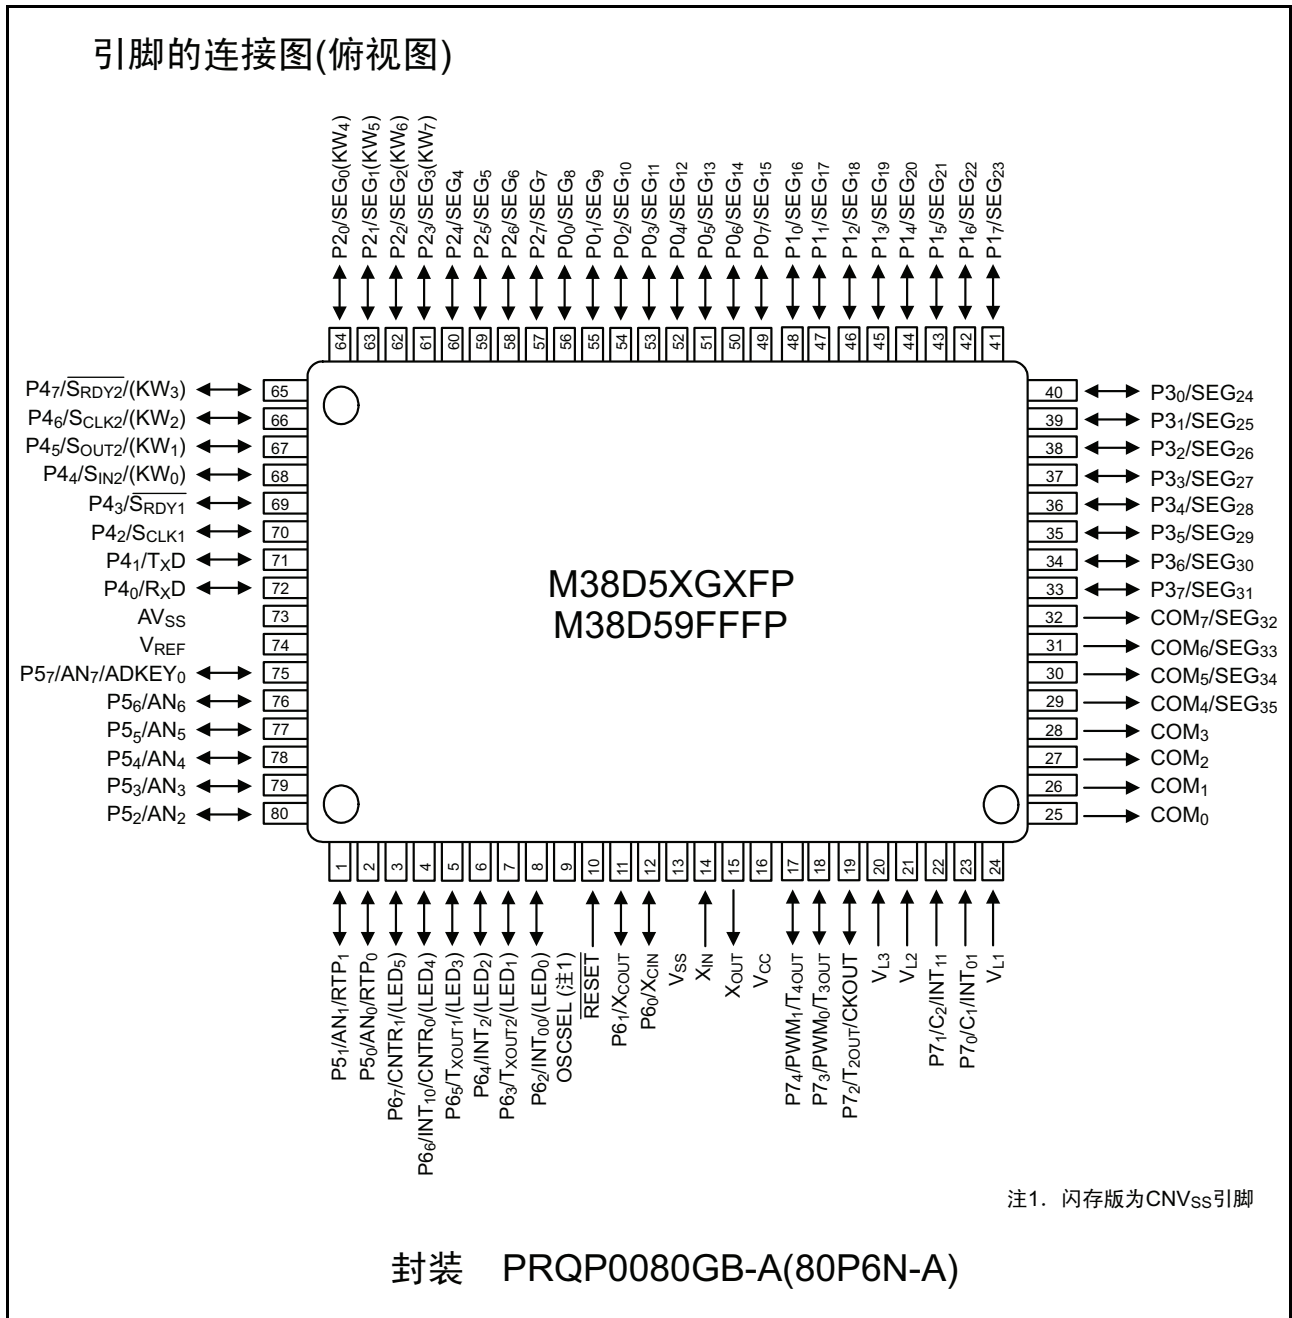 引脚的连接图(俯视图)
P20/SEG0(KW4)
P21/SEG1(KW5)
P22/SEG2(KW6)
P23/SEG3(KW7)
P24/SEG4
P25/SEG5
P26/SEG6
P27/SEG7
P00/SEG8
P01/SEG9
P02/SEG10
P03/SEG11
P04/SEG12
P05/SEG13
P06/SEG14
P07/SEG15
P10/SEG16
P11/SEG17
P12/SEG18
P13/SEG19
P14/SEG20
P15/SEG21
P16/SEG22
P17/SEG23
64 63 62 61 60 59 58 57 56 55 54 53 52 51 50 49 48 47 46 45 44 43 42 41
P47/SRDY2/(KW3) 65
P46/SCLK2/(KW2) 66
P45/SOUT2/(KW1) 67
P44/SIN2/(KW0) 68
P43/SRDY1 69
P42/SCLK1 70
P41/TXD 71
P40/RXD 72
AVSS 73
VREF 74
P57/AN7/ADKEY0 75
P56/AN6 76
P55/AN5 77
P54/AN4 78
P53/AN3 79
P52/AN2 80
M38D5XGXFP
M38D59FFFP
40 P30/SEG24
39 P31/SEG25
38 P32/SEG26
37 P33/SEG27
36 P34/SEG28
35 P35/SEG29
34 P36/SEG30
33 P37/SEG31
32 COM7/SEG32
31 COM6/SEG33
30 COM5/SEG34
29 COM4/SEG35
28 COM3
27 COM2
26 COM1
25 COM0
1 2 3 4 5 6 7 8 9 10 11 12 13 14 15 16 17 18 19 20 21 22 23 24
P51/AN1/RTP1
P50/AN0/RTP0
P67/CNTR1/(LED5)
P66/INT10/CNTR0/(LED4)
P65/TXOUT1/(LED3)
P64/INT2/(LED2)
P63/TXOUT2/(LED1)
P62/INT00/(LED0)
OSCSEL (注1)
RESET
P61/XCOUT
P60/XCIN
VSS
XIN
XOUT
VCC
P74/PWM1/T4OUT
P73/PWM0/T3OUT
P72/T2OUT/CKOUT
VL3
VL2
P71/C2/INT11
P70/C1/INT01
VL1
注1. 闪存版为CNVSS引脚
封装 PRQP0080GB-A(80P6N-A)